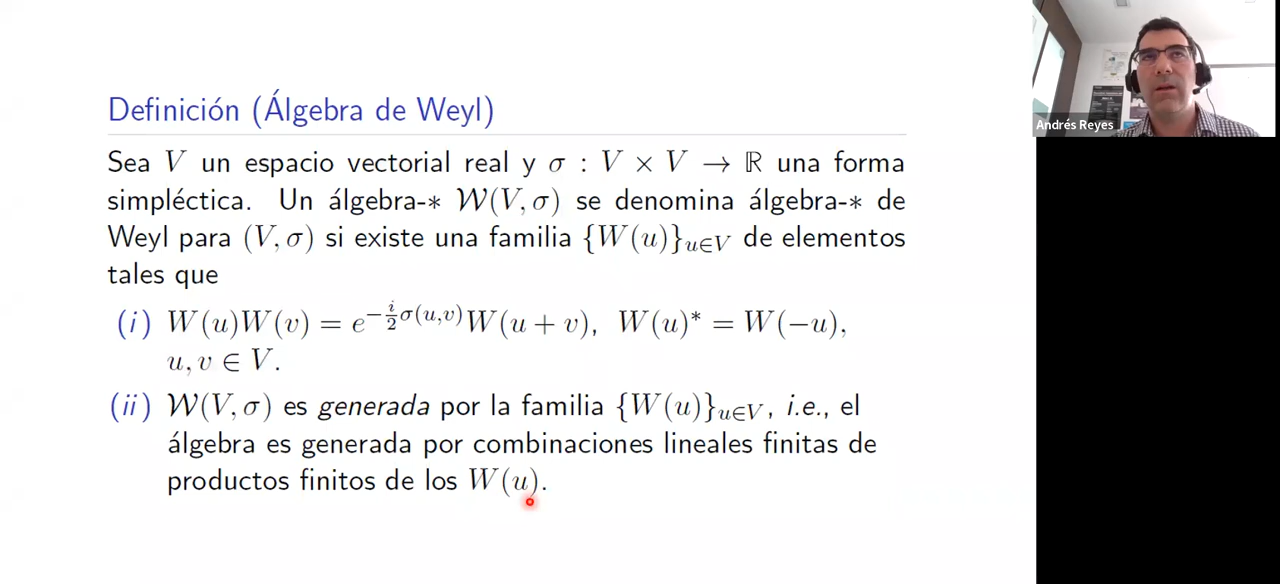 Definición (Álgebra de Weyl)
Sea V un espacio vectorial real y σ : V × V → ℝ una forma
simpléctica. Un álgebra-∗ 𝒲(V, σ) se denomina álgebra-∗ de
Weyl para (V, σ) si existe una familia {W(u)}_{u∈V} de elementos
tales que
(i) W(u)W(v) = e^{−\frac{i}{2}σ(u,v)}W(u + v), W(u)^∗ = W(−u),
u, v ∈ V.
(ii) 𝒲(V, σ) es generada por la familia {W(u)}_{u∈V}, i.e., el
álgebra es generada por combinaciones lineales finitas de
productos finitos de los W(u).
Andrés Reyes